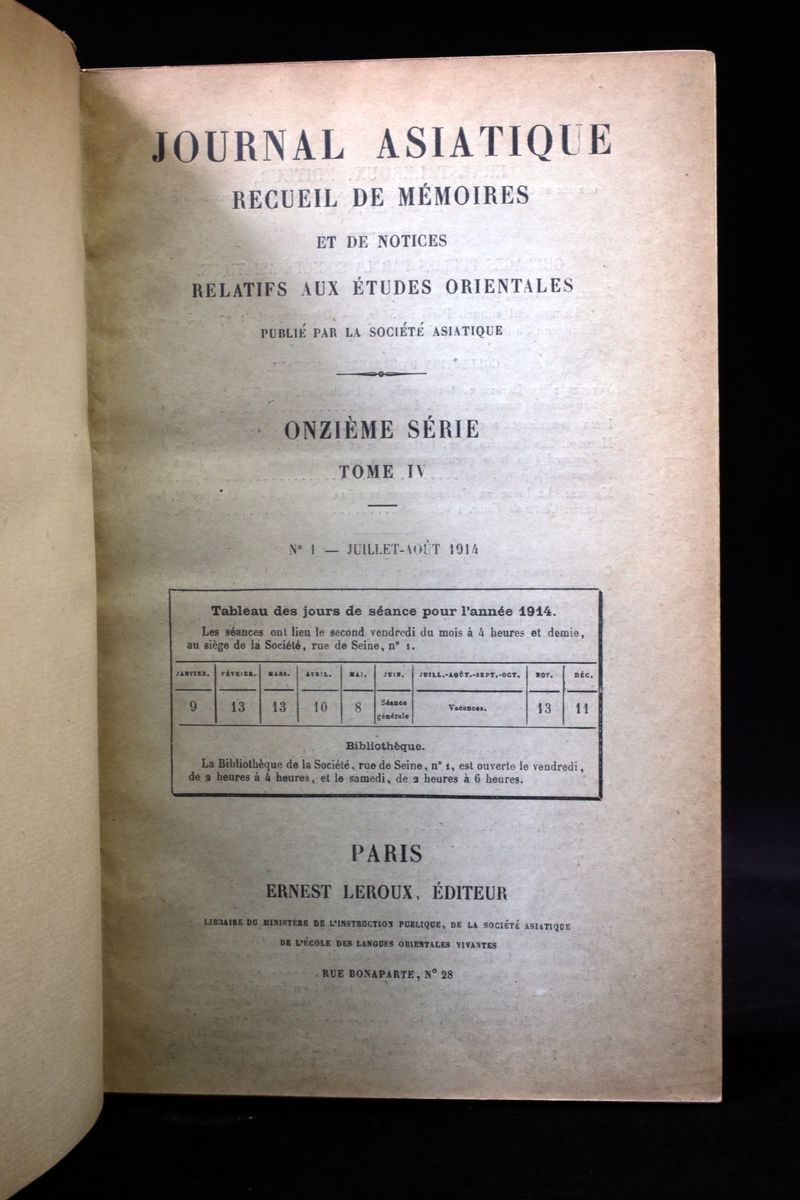 JOURNAL ASIATIQUE
RECUEIL DE MÉMOIRES
ET DE NOTICES
RELATIFS AUX ÉTUDES ORIENTALES
PUBLIÉ PAR LA SOCIÉTÉ ASIATIQUE
ONZIÈME SÉRIE
TOME IV
N° 1 — JUILLET-AOÛT 1914
Tableau des jours de séance pour l'année 1914.
Les séances ont lieu le second vendredi du mois à 4 heures et demie,
au siège de la Société, rue de Seine, n° 1.
JANVIER. FÉVRIER. MARS. AVRIL. MAI. JUIN. JUILL.-AOÛT.-SEPT.-OCT. NOV. DÉC.
9 13 13 10 8 Séance générale Vacances. 13 11
Bibliothèque.
La Bibliothèque de la Société, rue de Seine, n° 1, est ouverte le vendredi,
de 2 heures à 4 heures, et le samedi, de 2 heures à 6 heures.
PARIS
ERNEST LEROUX, ÉDITEUR
LIBRAIRE DU MINISTÈRE DE L'INSTRUCTION PUBLIQUE, DE LA SOCIÉTÉ ASIATIQUE
DE L'ÉCOLE DES LANGUES ORIENTALES VIVANTES
RUE BONAPARTE, N° 28